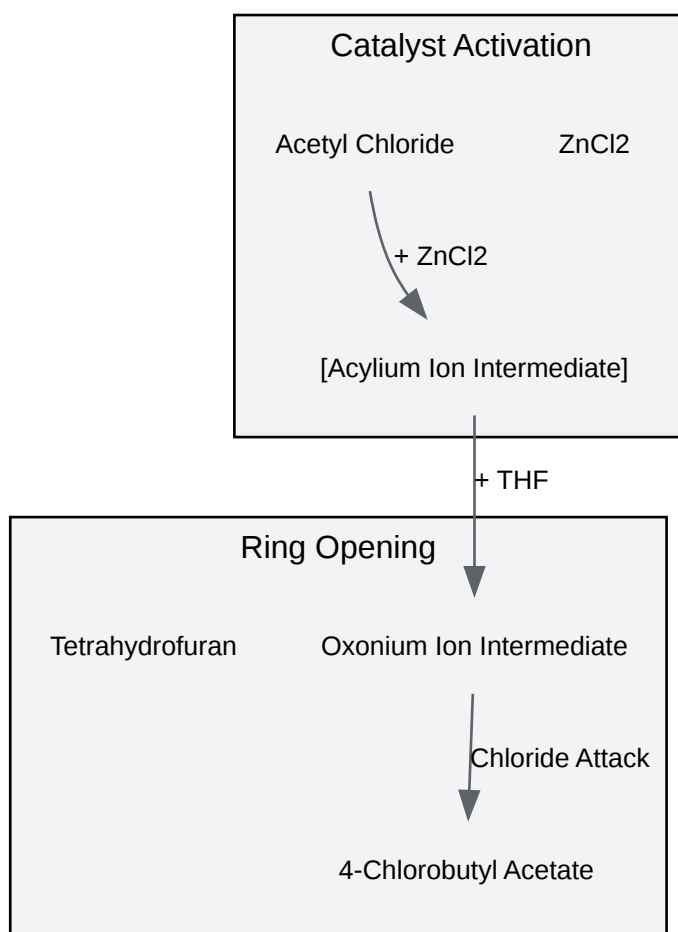 Catalyst Activation
Acetyl Chloride
ZnCl2
+ ZnCl2
[Acylium Ion Intermediate]
+ THF
Ring Opening
Tetrahydrofuran
Oxonium Ion Intermediate
Chloride Attack
4-Chlorobutyl Acetate